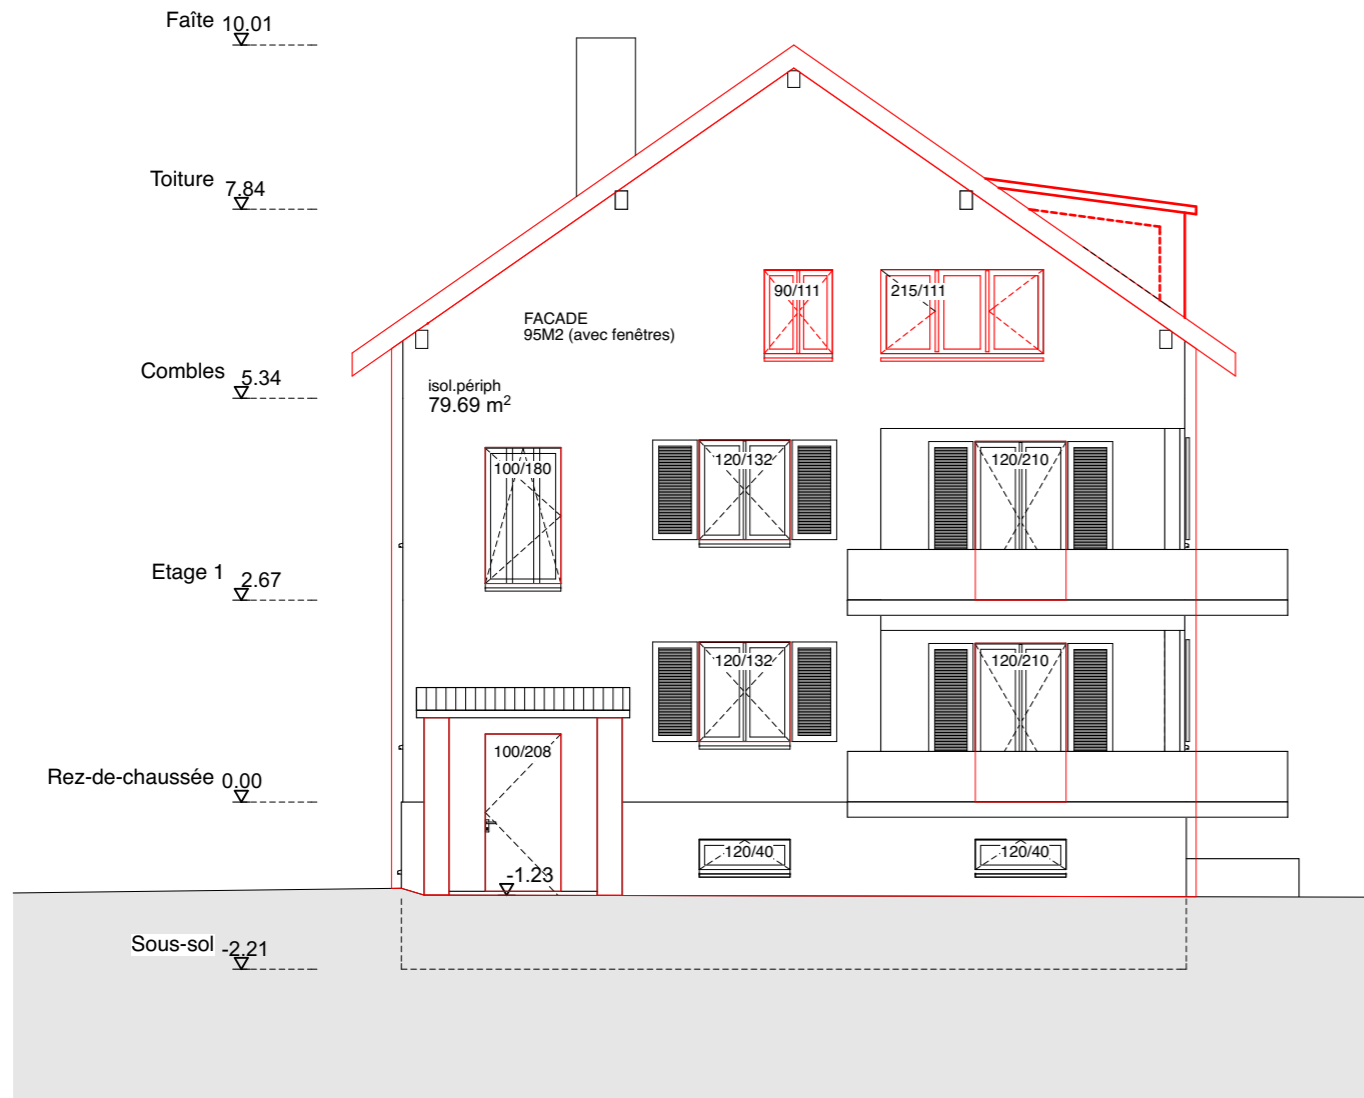 Faîte 10.01
Toiture 7.84
90/111
215/111
FACADE
95M2 (avec fenêtres)
Combles 5.34
isol.périph
79.69 m²
100/180
120/132
120/210
Etage 1 2.67
120/132
120/210
100/208
Rez-de-chaussée 0.00
120/40
120/40
-1.23
Sous-sol -2.21